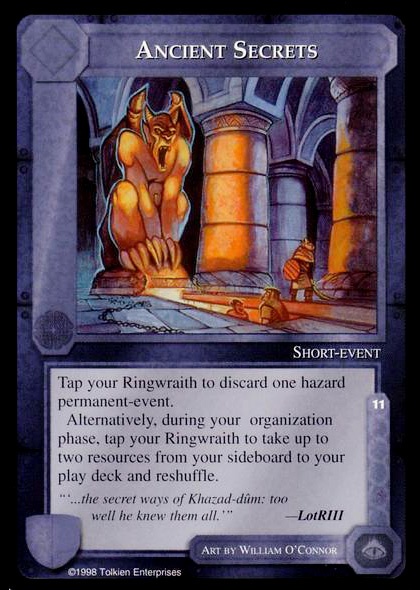 ANCIENT SECRETS
SHORT-EVENT
Tap your Ringwraith to discard one hazard
permanent-event.
Alternatively, during your organization
phase, tap your Ringwraith to take up to
two resources from your sideboard to your
play deck and reshuffle.
11
“‘...the secret ways of Khazad-dûm: too
well he knew them all.’” —LotRIII
ART BY WILLIAM O'CONNOR
©1998 Tolkien Enterprises